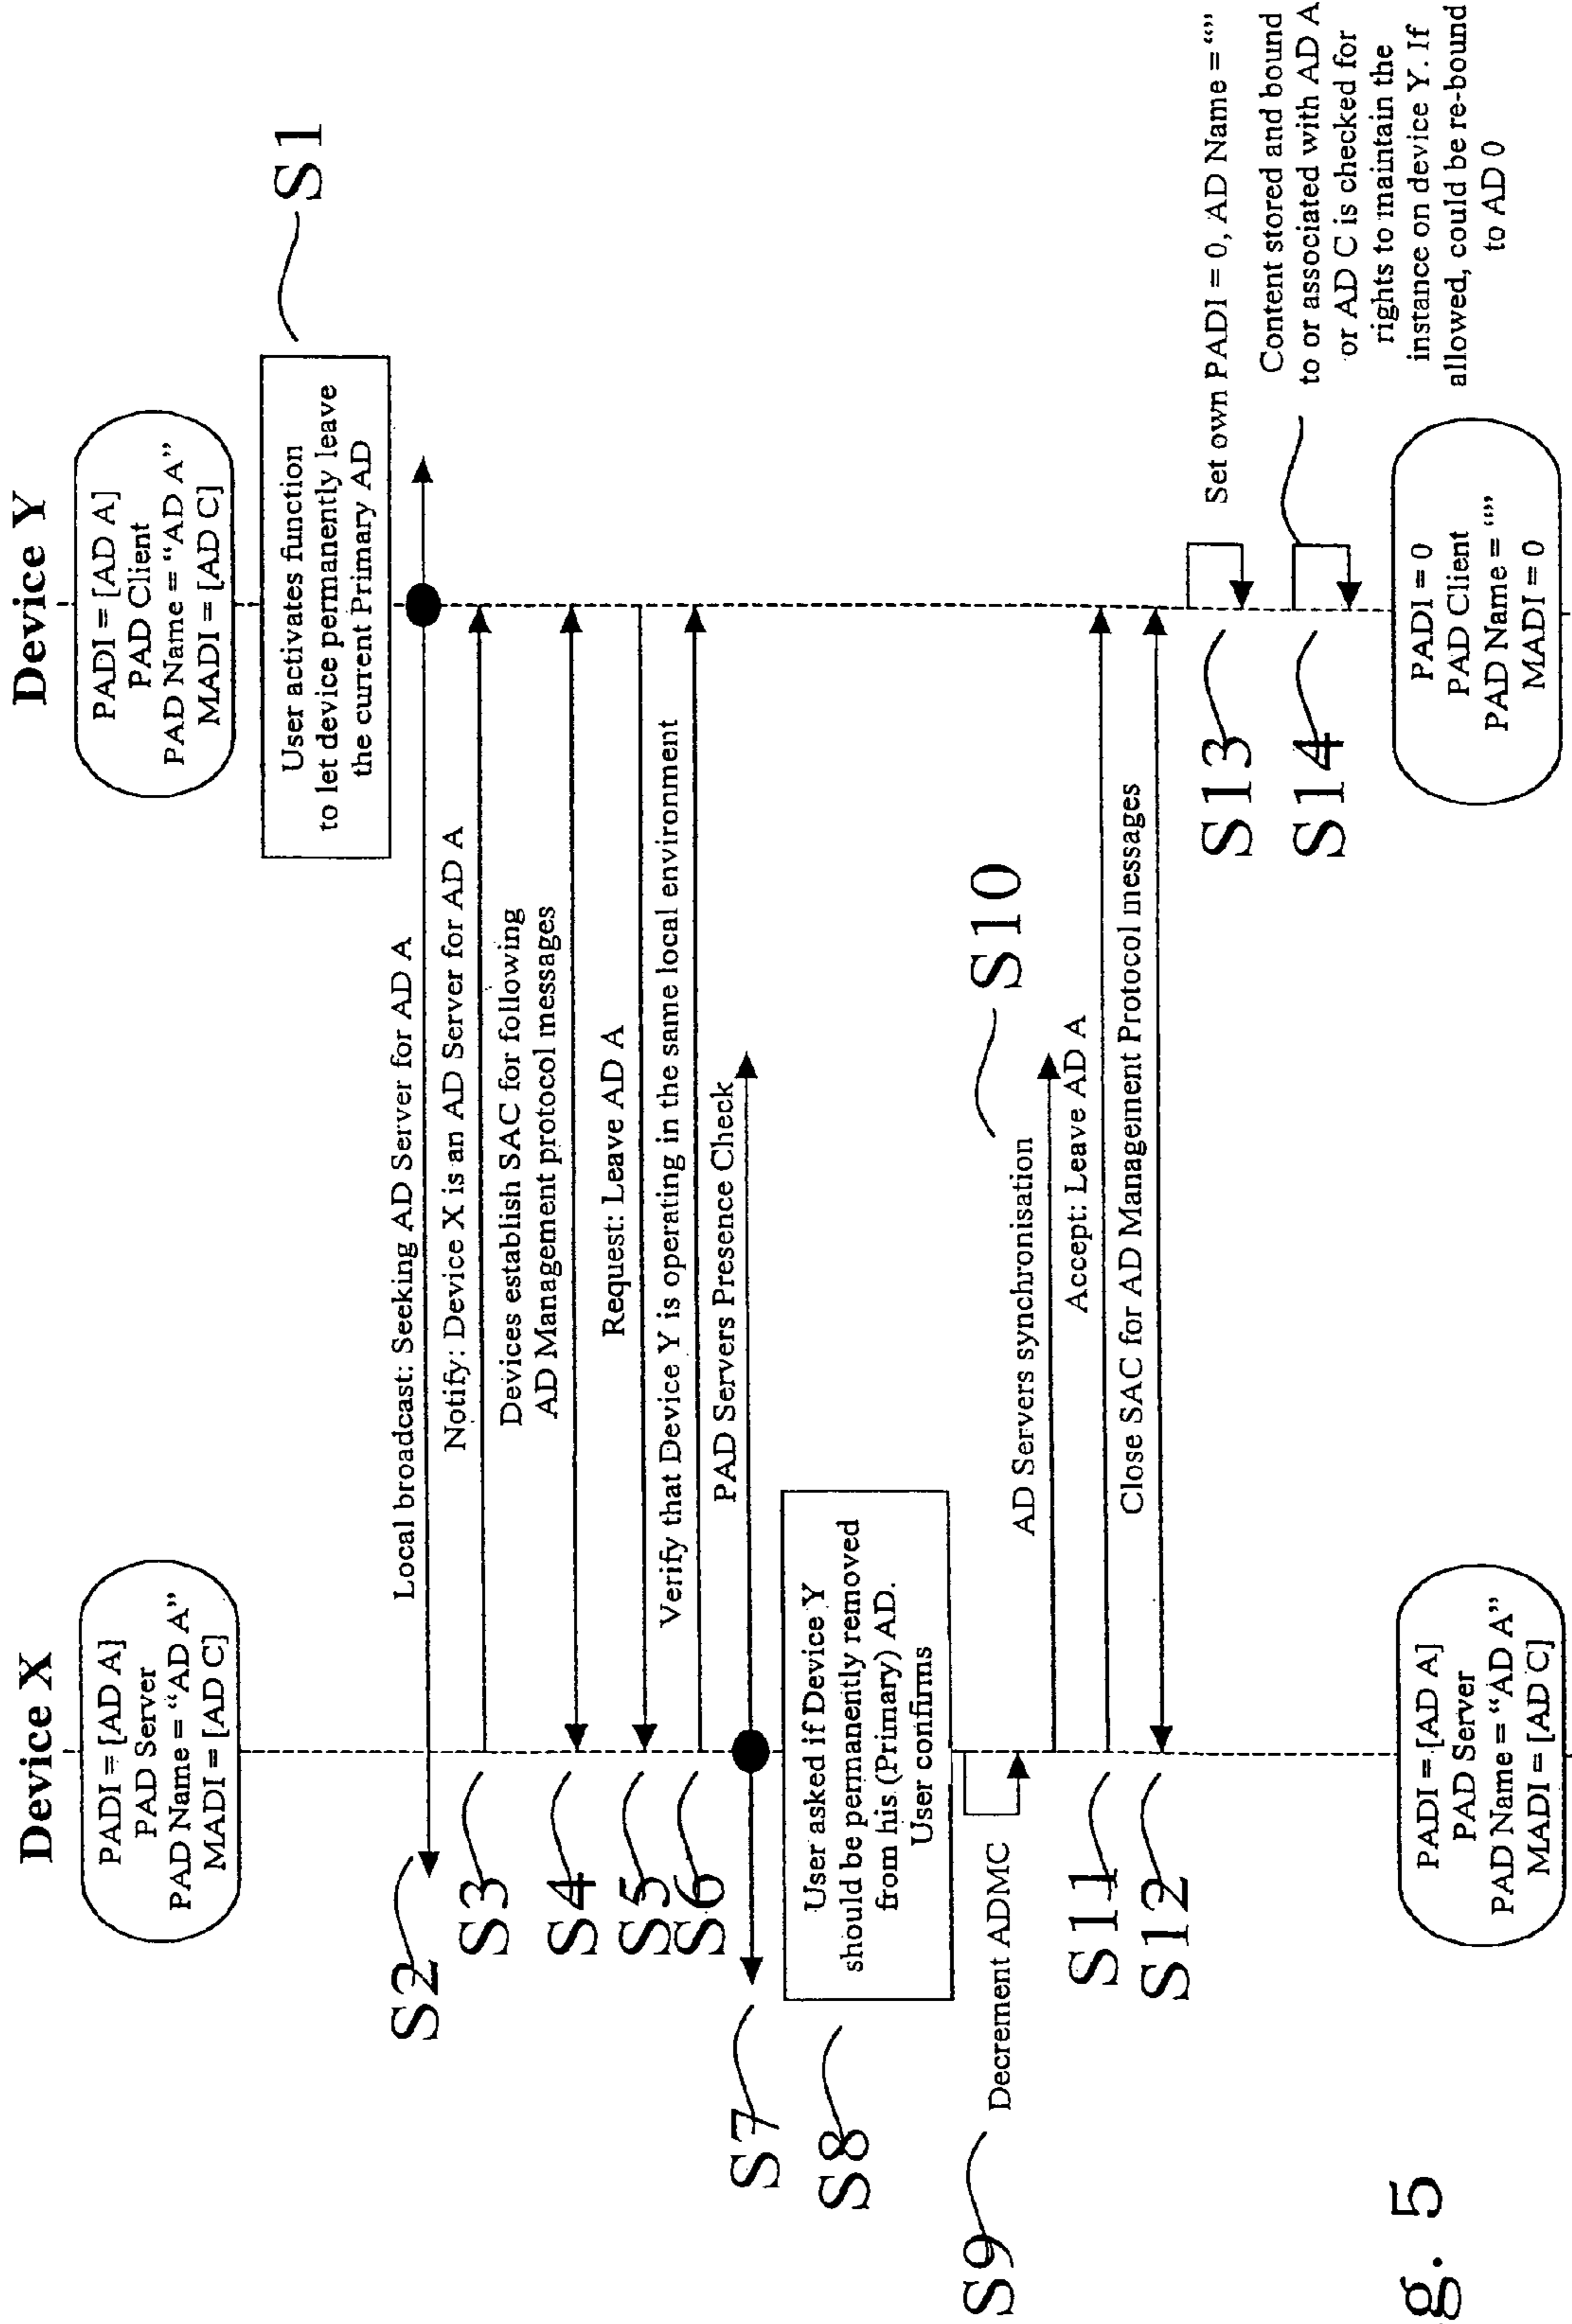 Device X
Device Y
PADI = [AD A]
PAD Server
PAD Name = “AD A”
MADI = [AD C]
PADI = [AD A]
PAD Client
PAD Name = “AD A”
MADI = [AD C]
User activates function
to let device permanently leave
the current Primary AD
S1
S2
Local broadcast: Seeking AD Server for AD A
S3
Notify: Device X is an AD Server for AD A
S4
Devices establish SAC for following
AD Management protocol messages
S5
Request: Leave AD A
S6
Verify that Device Y is operating in the same local environment
S7
PAD Servers Presence Check
S8
User asked if Device Y
should be permanently removed
from his (Primary) AD.
User confirms
S9
Decrement ADMC
AD Servers synchronisation
S10
S11
Accept: Leave AD A
S12
Close SAC for AD Management Protocol messages
S13
Set own PADI = 0, AD Name = “”
S14
Content stored and bound
to or associated with AD A
or AD C is checked for
rights to maintain the
instance on device Y. If
allowed, could be re-bound
to AD 0
PADI = [AD A]
PAD Server
PAD Name = “AD A”
MADI = [AD C]
PADI = 0
PAD Client
PAD Name = “”
MADI = 0
g. 5